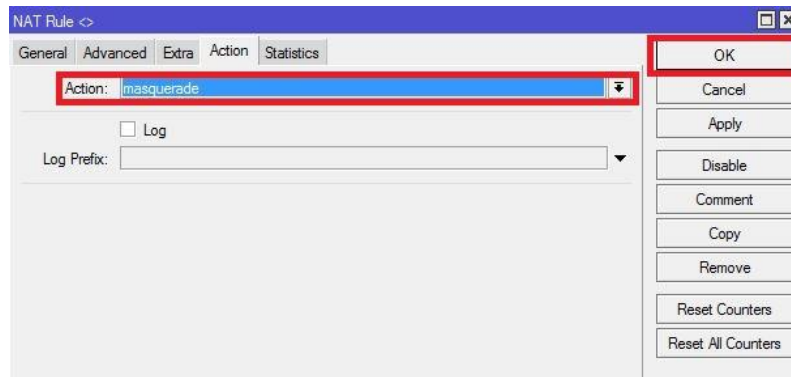 NAT Rule <>
General Advanced Extra Action Statistics
Action: masquerade
Log
Log Prefix:
OK
Cancel
Apply
Disable
Comment
Copy
Remove
Reset Counters
Reset All Counters